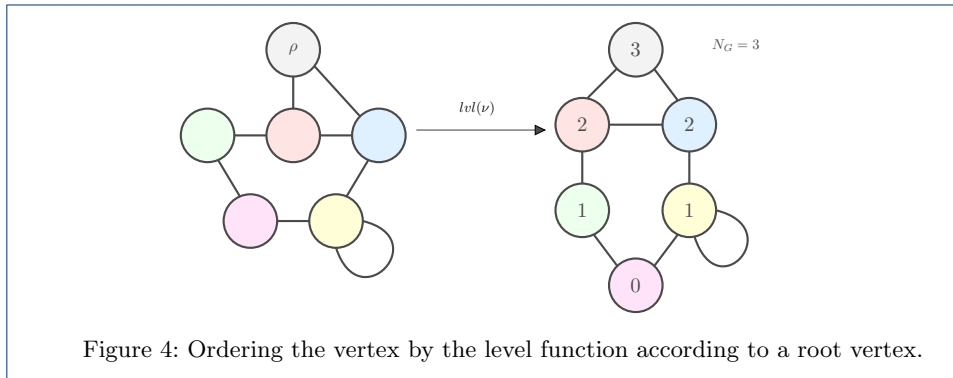 ρ
3
N_G = 3
lvl(ν)
2
2
1
1
0
Figure 4: Ordering the vertex by the level function according to a root vertex.